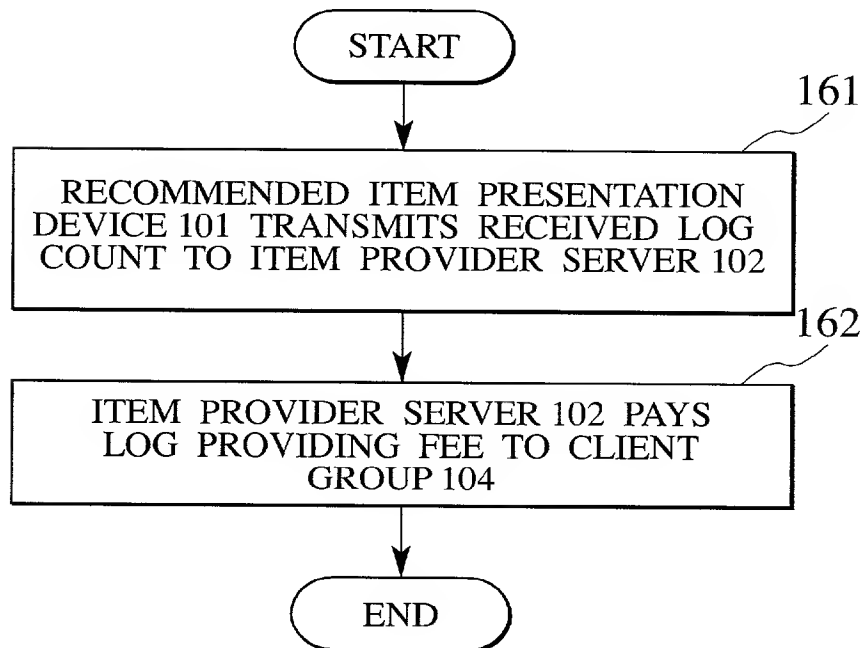 START
161
RECOMMENDED ITEM PRESENTATION
DEVICE 101 TRANSMITS RECEIVED LOG
COUNT TO ITEM PROVIDER SERVER 102
162
ITEM PROVIDER SERVER 102 PAYS
LOG PROVIDING FEE TO CLIENT
GROUP 104
END